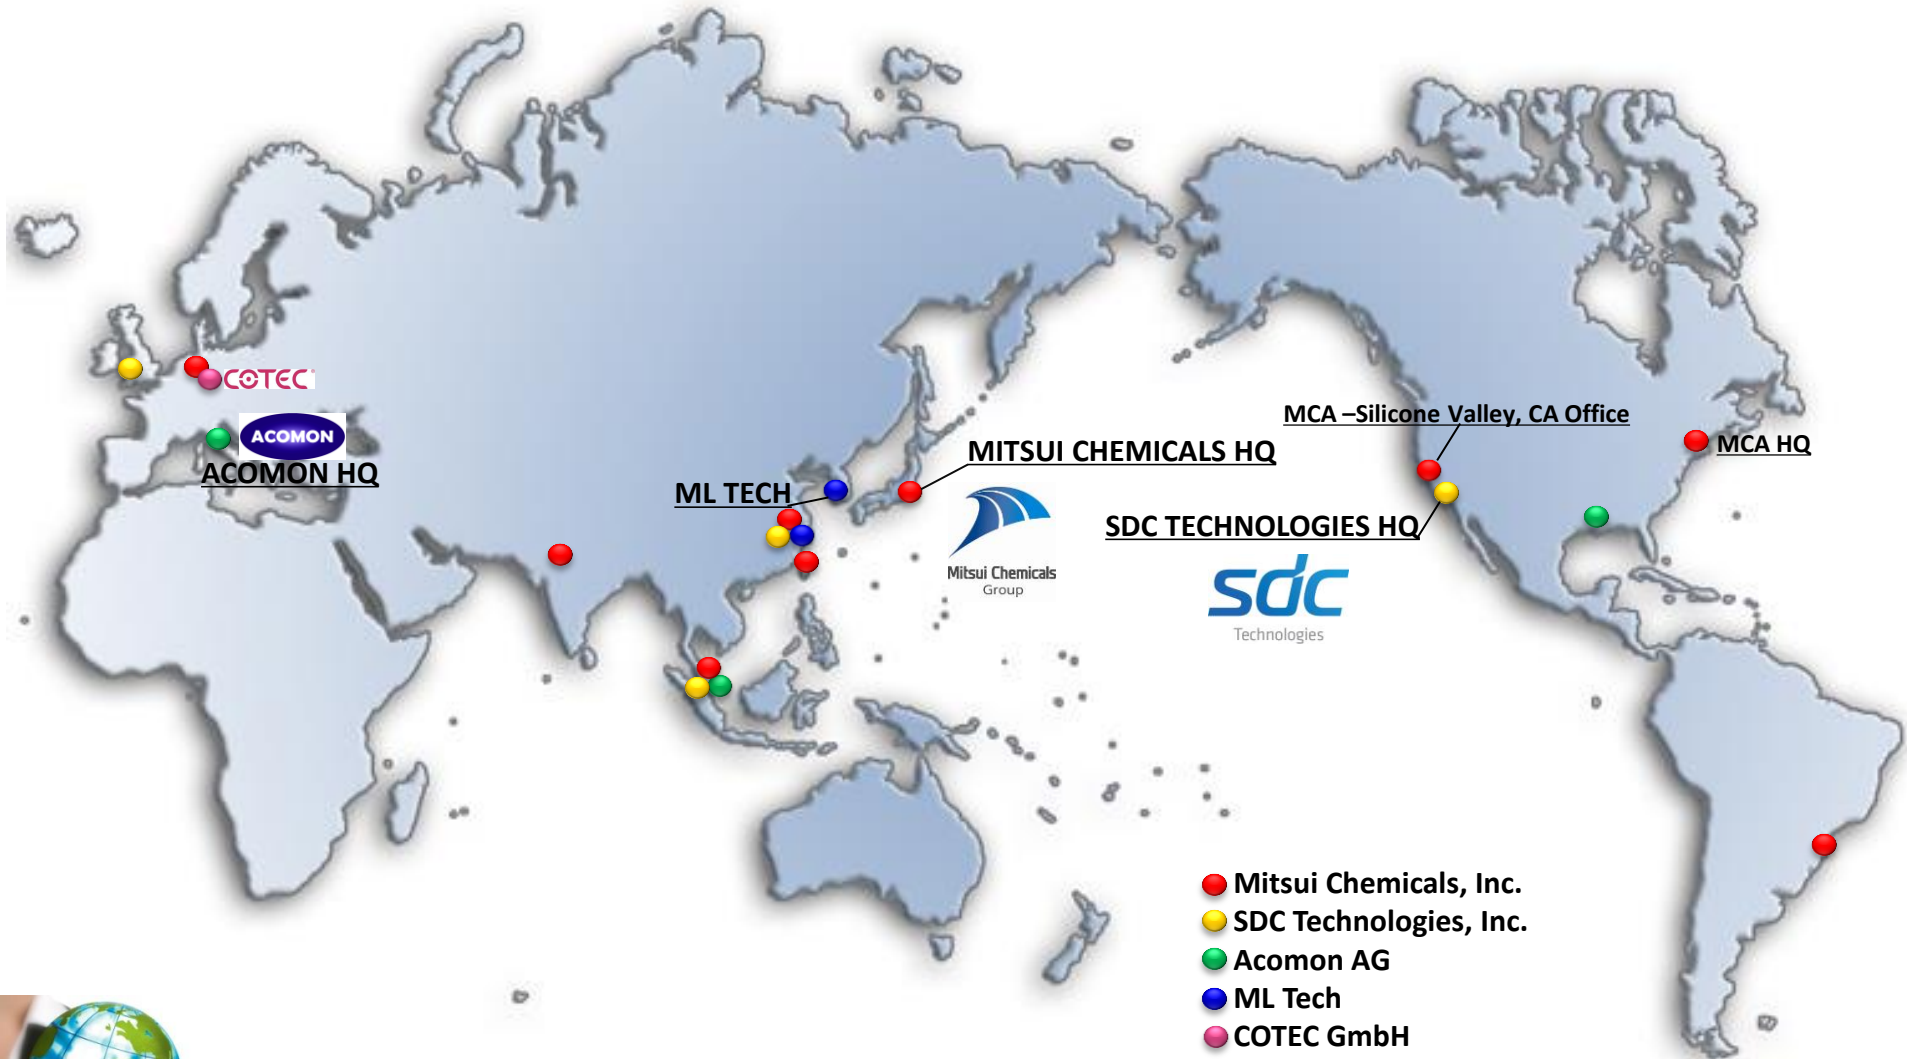 COTEC
ACOMON
ACOMON HQ
ML TECH
MITSUI CHEMICALS HQ
Mitsui Chemicals
Group
MCA –Silicone Valley, CA Office
MCA HQ
SDC TECHNOLOGIES HQ
sdc
Technologies
Mitsui Chemicals, Inc.
SDC Technologies, Inc.
Acomon AG
ML Tech
COTEC GmbH